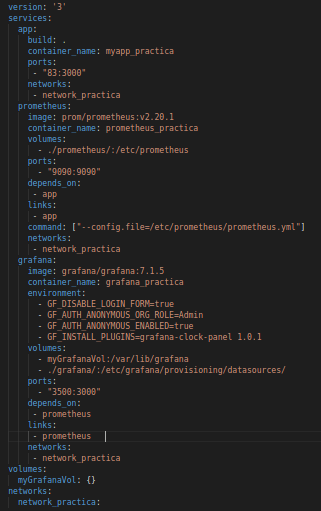 version: '3'
services:
  app:
    build: .
    container_name: myapp_practica
    ports:
     - "83:3000"
    networks:
     - network_practica
  prometheus:
    image: prom/prometheus:v2.20.1
    container_name: prometheus_practica
    volumes:
      - ./prometheus/:/etc/prometheus
    ports:
      - "9090:9090"
    depends_on:
     - app
    links:
     - app
    command: ["--config.file=/etc/prometheus/prometheus.yml"]
    networks:
     - network_practica
  grafana:
    image: grafana/grafana:7.1.5
    container_name: grafana_practica
    environment:
      - GF_DISABLE_LOGIN_FORM=true
      - GF_AUTH_ANONYMOUS_ORG_ROLE=Admin
      - GF_AUTH_ANONYMOUS_ENABLED=true
      - GF_INSTALL_PLUGINS=grafana-clock-panel 1.0.1
    volumes:
      - myGrafanaVol:/var/lib/grafana
      - ./grafana/:/etc/grafana/provisioning/datasources/
    ports:
      - "3500:3000"
    depends_on:
     - prometheus
    links:
     - prometheus
    networks:
     - network_practica
volumes:
  myGrafanaVol: {}
networks:
  network_practica: